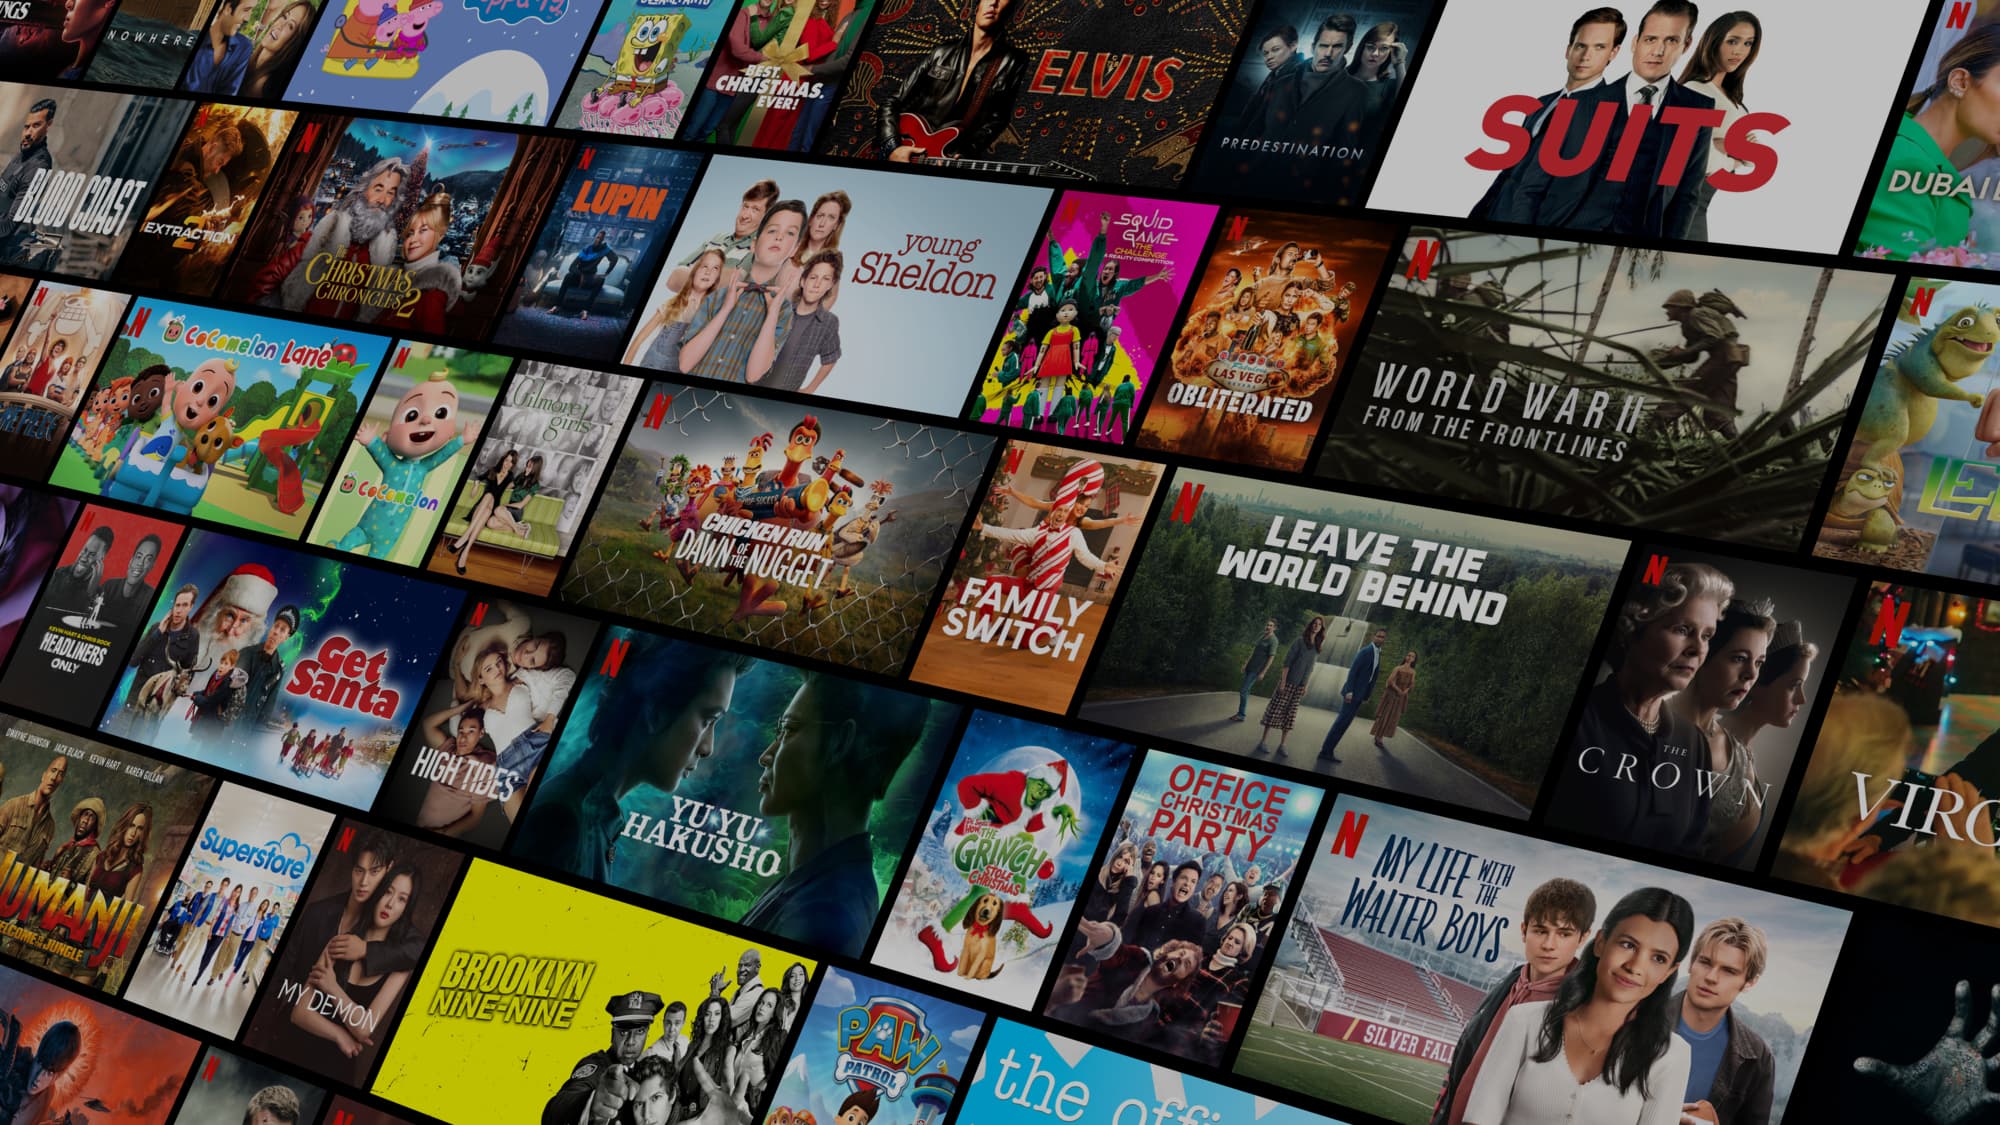 NGS
NOWHERE
BEST.
CHRISTMAS.
EVER!
ELVIS
PREDESTINATION
SUITS
N
DUBAI
BLOOD COAST
EXTRACTION
2
N
The
CHRISTMAS
CHRONICLES 2
N
LUPIN
young
Sheldon
SQUID
GAME
THE
CHALLENGE
A REALITY COMPETITION
N
LAS VEGAS
OBLITERATED
N
WORLD WAR II
FROM THE FRONTLINES
N
LE
N
ONE PIECE
N
CoComelon Lane
N
CoComelon
Gilmore
girls
N
CHICKEN RUN
DAWN OF THE NUGGET
N
FAMILY
SWITCH
N
LEAVE THE
WORLD BEHIND
N
THE
CROWN
N
VIRG
N
KEVIN HART & CHRIS ROCK
HEADLINERS
ONLY
Get
Santa
N
HIGH TIDES
N
YU YU
HAKUSHO
Dr. Seuss'
HOW THE
GRINCH
STOLE
CHRISTMAS
OFFICE
CHRISTMAS
PARTY
N
MY LIFE WITH
THE
WALTER BOYS
SILVER FALL
DWAYNE JOHNSON JACK BLACK KEVIN HART KAREN GILLAN
JUMANJI
WELCOME TO THE JUNGLE
Superstore
N
MY DEMON
BROOKLYN
NINE-NINE
PAW
PATROL
the offi
N
N